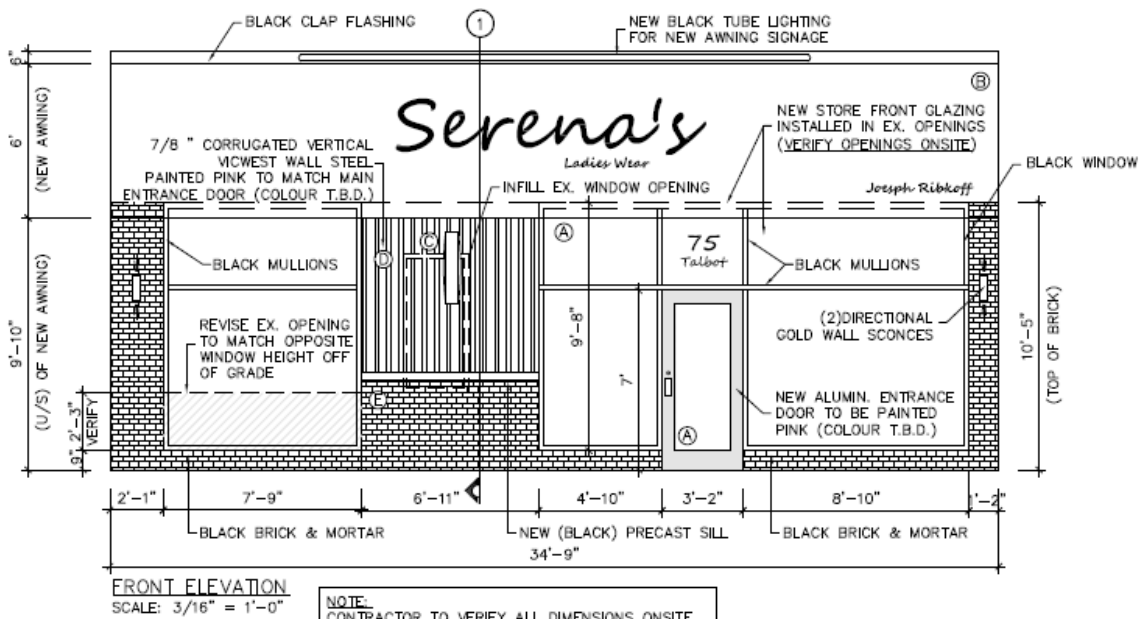 BLACK CLAP FLASHING
1
NEW BLACK TUBE LIGHTING
FOR NEW AWNING SIGNAGE
6"
6'
(NEW AWNING)
B
Serena's
Ladies Wear
NEW STORE FRONT GLAZING
INSTALLED IN EX. OPENINGS
(VERIFY OPENINGS ONSITE)
BLACK WINDOW
7/8 " CORRUGATED VERTICAL
VICWEST WALL STEEL
PAINTED PINK TO MATCH MAIN
ENTRANCE DOOR (COLOUR T.B.D.)
INFILL EX. WINDOW OPENING
Joesph Ribkoff
A
75
Talbot
C
D
BLACK MULLIONS
BLACK MULLIONS
(2)DIRECTIONAL
GOLD WALL SCONCES
REVISE EX. OPENING
TO MATCH OPPOSITE
WINDOW HEIGHT OFF
OF GRADE
9'-8"
7'
9'-10"
(U/S) OF NEW AWNING)
10'-5"
(TOP OF BRICK)
E
2'-3"
VERIFY
9"
NEW ALUMIN. ENTRANCE
DOOR TO BE PAINTED
PINK (COLOUR T.B.D.)
A
2'-1"
7'-9"
6'-11"
4'-10"
3'-2"
8'-10"
1'-2"
BLACK BRICK & MORTAR
NEW (BLACK) PRECAST SILL
BLACK BRICK & MORTAR
34'-9"
FRONT ELEVATION
SCALE: 3/16" = 1'-0"
NOTE:
CONTRACTOR TO VERIFY ALL DIMENSIONS ONSITE